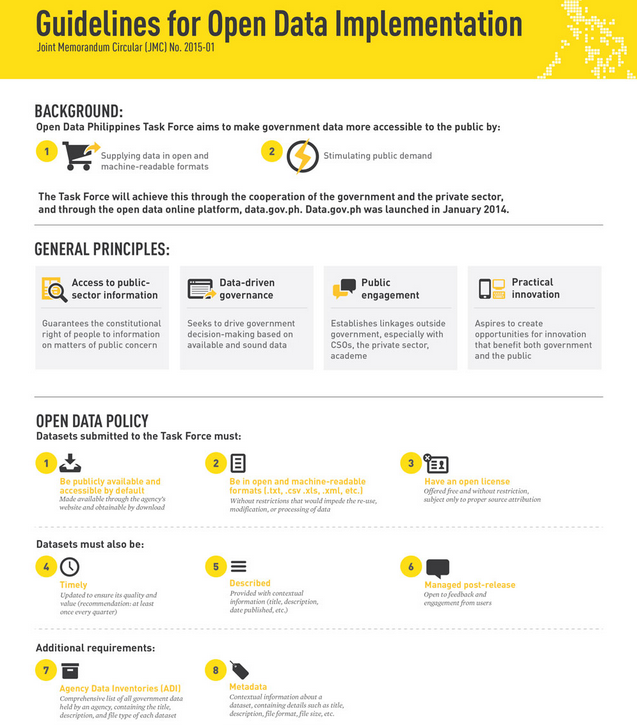 Guidelines for Open Data Implementation
Joint Memorandum Circular (JMC) No. 2015-01
BACKGROUND:
Open Data Philippines Task Force aims to make government data more accessible to the public by:
1
Supplying data in open and
machine-readable formats
2
Stimulating public demand
The Task Force will achieve this through the cooperation of the government and the private sector,
and through the open data online platform, data.gov.ph. Data.gov.ph was launched in January 2014.
GENERAL PRINCIPLES:
Access to public-
sector information
Guarantees the constitutional
right of people to information
on matters of public concern
Data-driven
governance
Seeks to drive government
decision-making based on
available and sound data
Public
engagement
Establishes linkages outside
government, especially with
CSOs, the private sector,
academe
Practical
innovation
Aspires to create
opportunities for innovation
that benefit both government
and the public
OPEN DATA POLICY
Datasets submitted to the Task Force must:
1
Be publicly available and
accessible by default
Made available through the agency's
website and obtainable by download
2
Be in open and machine-readable
formats (.txt, .csv .xls, .xml, etc.)
Without restrictions that would impede the re-use,
modification, or processing of data
3
Have an open license
Offered free and without restriction,
subject only to proper source attribution
Datasets must also be:
4
Timely
Updated to ensure its quality and
value (recommendation: at least
once every quarter)
5
Described
Provided with contextual
information (title, description,
date published, etc.)
6
Managed post-release
Open to feedback and
engagement from users
Additional requirements:
7
Agency Data Inventories (ADI)
Comprehensive list of all government data
held by an agency, containing the title,
description, and file type of each dataset
8
Metadata
Contextual information about a
dataset, containing details such as title,
description, file format, file size, etc.